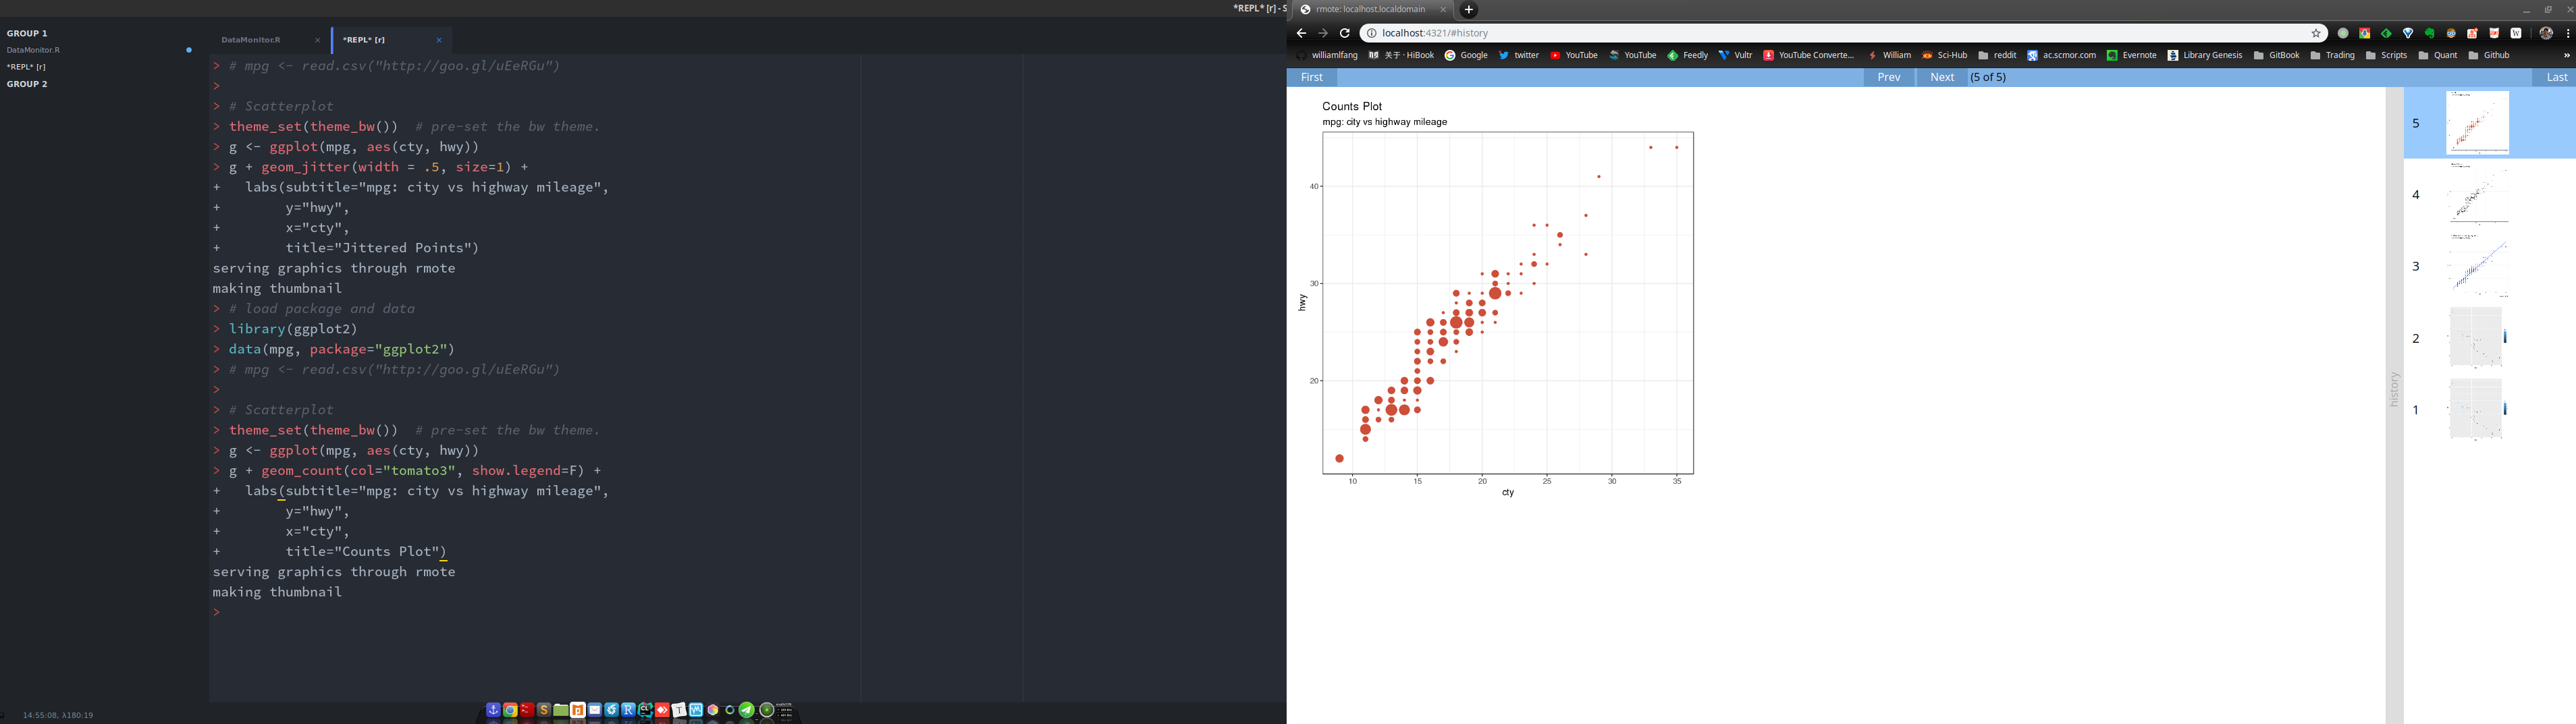 *REPL* [r] - S
GROUP 1
DataMonitor.R
*REPL* [r]
GROUP 2
DataMonitor.R ×
*REPL* [r] ×
> # mpg <- read.csv("http://goo.gl/uEeRGu")
>
> # Scatterplot
> theme_set(theme_bw())  # pre-set the bw theme.
> g <- ggplot(mpg, aes(cty, hwy))
> g + geom_jitter(width = .5, size=1) +
+   labs(subtitle="mpg: city vs highway mileage",
+        y="hwy",
+        x="cty",
+        title="Jittered Points")
serving graphics through rmote
making thumbnail
> # load package and data
> library(ggplot2)
> data(mpg, package="ggplot2")
> # mpg <- read.csv("http://goo.gl/uEeRGu")
>
> # Scatterplot
> theme_set(theme_bw())  # pre-set the bw theme.
> g <- ggplot(mpg, aes(cty, hwy))
> g + geom_count(col="tomato3", show.legend=F) +
+   labs(subtitle="mpg: city vs highway mileage",
+        y="hwy",
+        x="cty",
+        title="Counts Plot")
serving graphics through rmote
making thumbnail
>
14:55:08, λ180:19
rmote: localhost.localdomain
localhost:4321/#history
williamlfang 关于 · HiBook Google twitter YouTube YouTube Feedly Vultr YouTube Converte... William Sci-Hub reddit ac.scmor.com Evernote Library Genesis GitBook Trading Scripts Quant Github »
First Prev Next (5 of 5) Last
Counts Plot
mpg: city vs highway mileage
40
30
20
hwy
10 15 20 25 30 35
cty
history
5
4
3
2
1